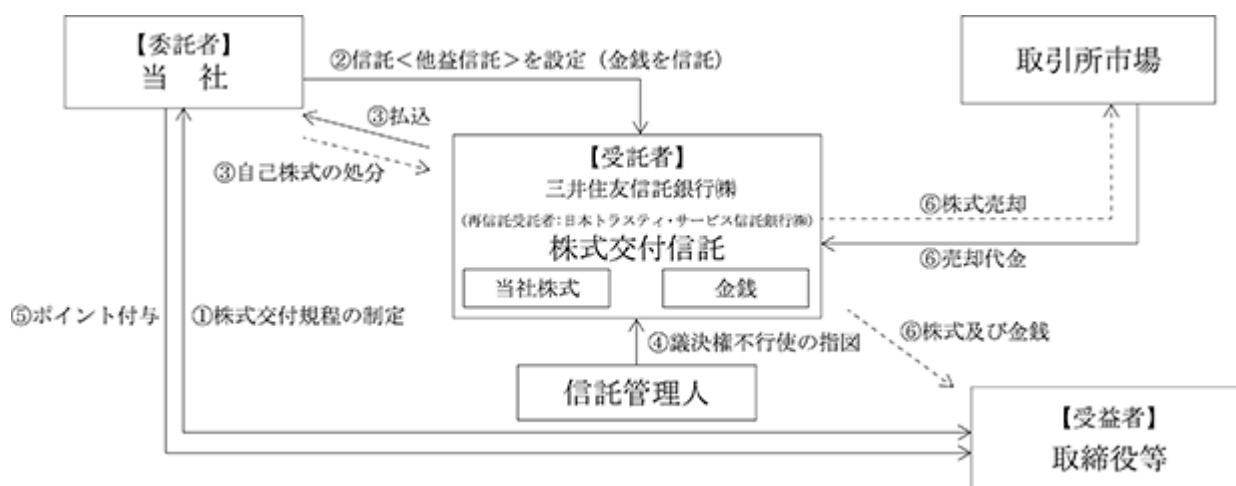 【委託者】
当　社
②信託＜他益信託＞を設定（金銭を信託）
取引所市場
③払込
③自己株式の処分
【受託者】
三井住友信託銀行㈱
（再信託受託者：日本トラスティ・サービス信託銀行㈱）
株式交付信託
当社株式
金銭
⑥株式売却
⑥売却代金
⑤ポイント付与
①株式交付規程の制定
④議決権不行使の指図
⑥株式及び金銭
信託管理人
【受益者】
取締役等